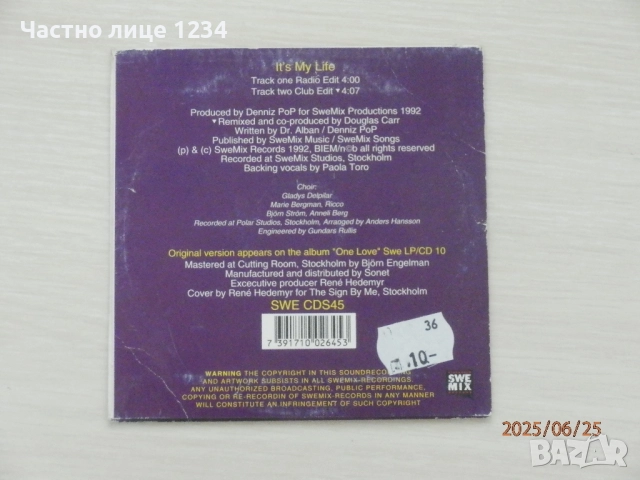 Частно лице 1234
It's My Life
Track one Radio Edit 4:00
Track two Club Edit ▾ 4:07
Produced by Denniz PoP for SweMix Productions 1992
▾ Remixed and co-produced by Douglas Carr
Written by Dr. Alban / Denniz PoP
Published by SweMix Music / SweMix Songs
(p) & (c) SweMix Records 1992, BIEM/n©b all rights reserved
Recorded at SweMix Studios, Stockholm
Backing vocals by Paola Toro
Choir:
Gladys Delpilar
Marie Bergman, Ricco
Björn Ström, Anneli Berg
Recorded at Polar Studios, Stockholm, Arranged by Anders Hansson
Engineered by Gundars Rullis
Original version appears on the album "One Love" Swe LP/CD 10
Mastered at Cutting Room, Stockholm by Björn Engelman
Manufactured and distributed by Sonet
Excecutive producer René Hedemyr
Cover by René Hedemyr for The Sign By Me, Stockholm
SWE CDS45
7 391710 026453
36
10-
WARNING THE COPYRIGHT IN THIS SOUNDRECORDING
AND ARTWORK SUBSISTS IN ALL SWEMIX-RECORDINGS.
ANY UNAUTHORIZED BROADCASTING, PUBLIC PERFORMANCE,
COPYING OR RE-RECORDIN OF SWEMIX-RECORDS IN ANY MANNER
WILL CONSTITUTE AN INFRINGEMENT OF SUCH COPYRIGHT
SWE
MIX
2025/06/25
BAZAR